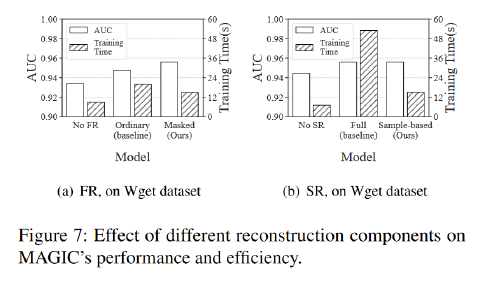 1.00
0.98
0.96
0.94
0.92
0.90
AUC
AUC
Training
Time
60
48
36
24
12
0
Training Time(s)
No FR
Ordinary
(baseline)
Masked
(Ours)
Model
(a) FR, on Wget dataset
1.00
0.98
0.96
0.94
0.92
0.90
AUC
AUC
Training
Time
60
48
36
24
12
0
Training Time(s)
No SR
Full
(baseline)
Sample-based
(Ours)
Model
(b) SR, on Wget dataset
Figure 7: Effect of different reconstruction components on
MAGIC's performance and efficiency.